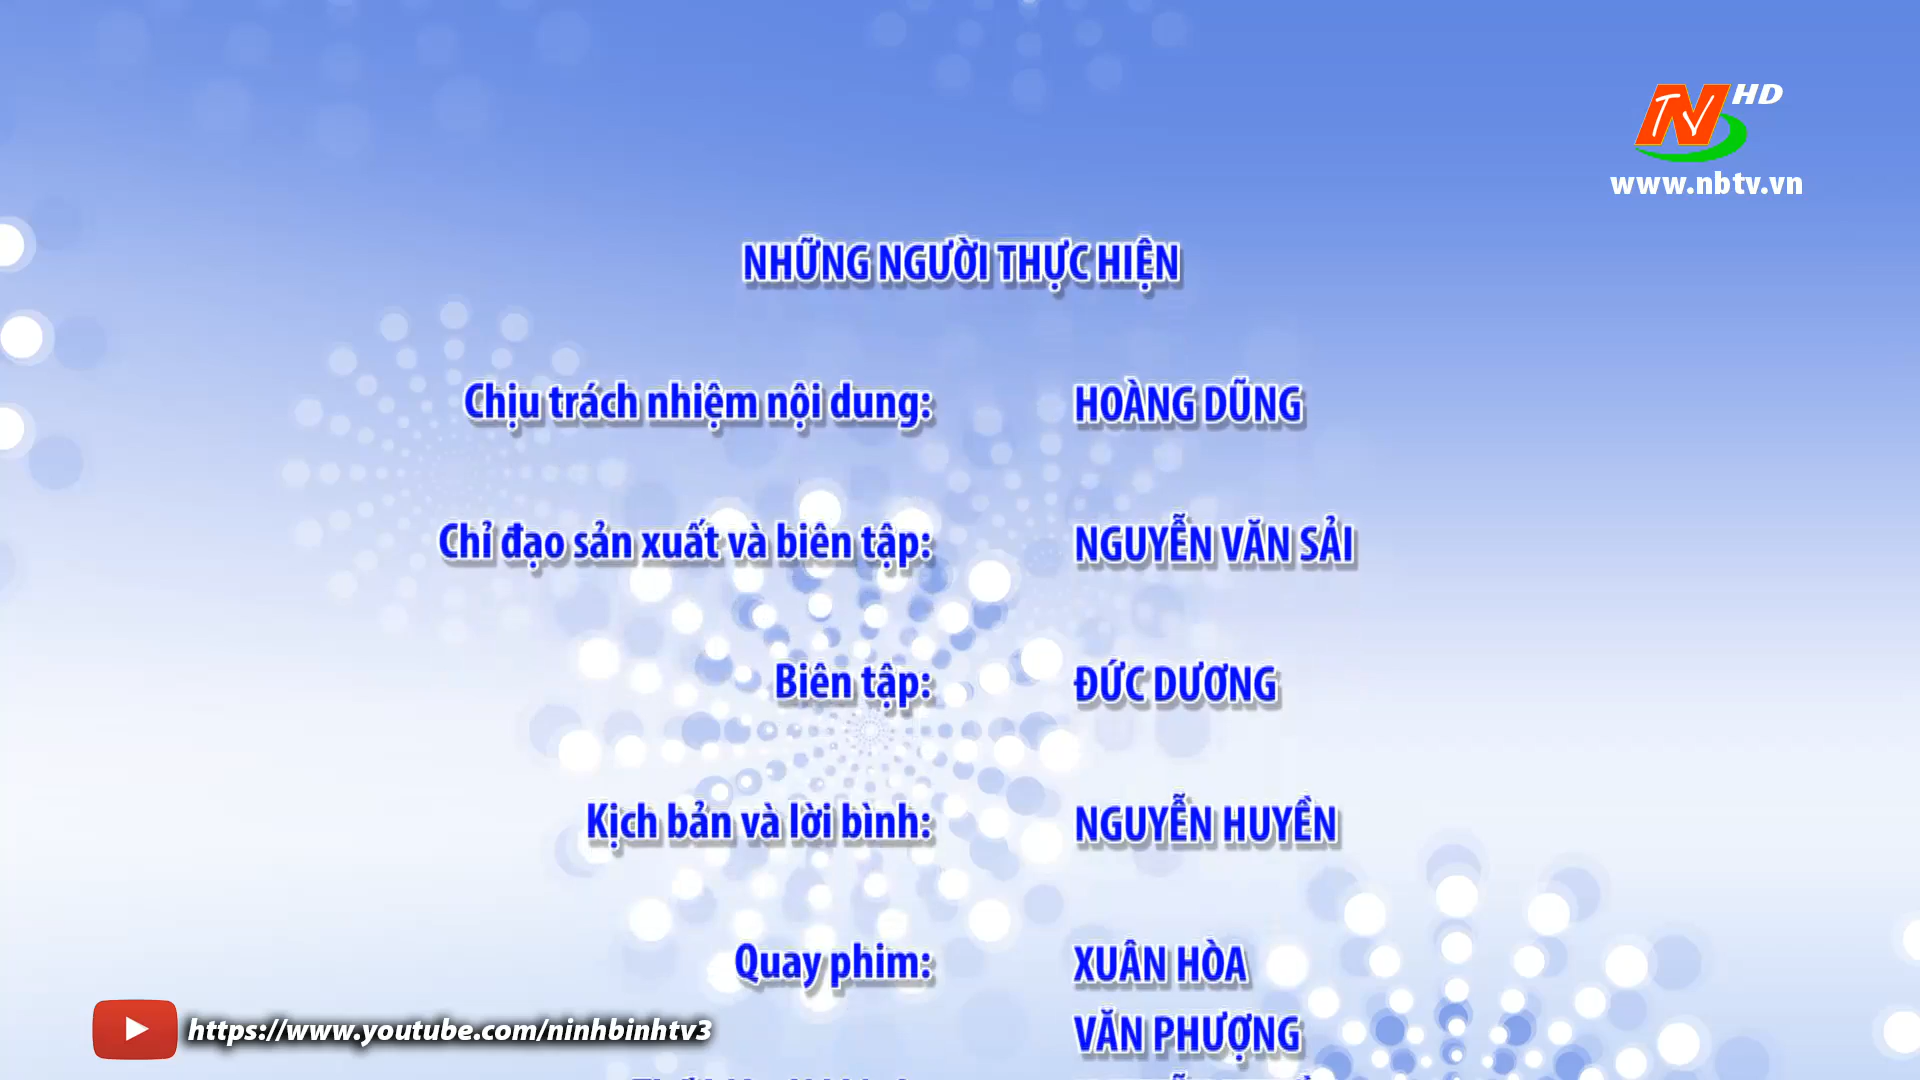 HD
NTV
www.nbtv.vn
NHỮNG NGƯỜI THỰC HIỆN
Chịu trách nhiệm nội dung: HOÀNG DŨNG
Chỉ đạo sản xuất và biên tập: NGUYỄN VĂN SẢI
Biên tập: ĐỨC DƯƠNG
Kịch bản và lời bình: NGUYỄN HUYỀN
Quay phim: XUÂN HÒA
VĂN PHƯỢNG
https://www.youtube.com/ninhbinhtv3